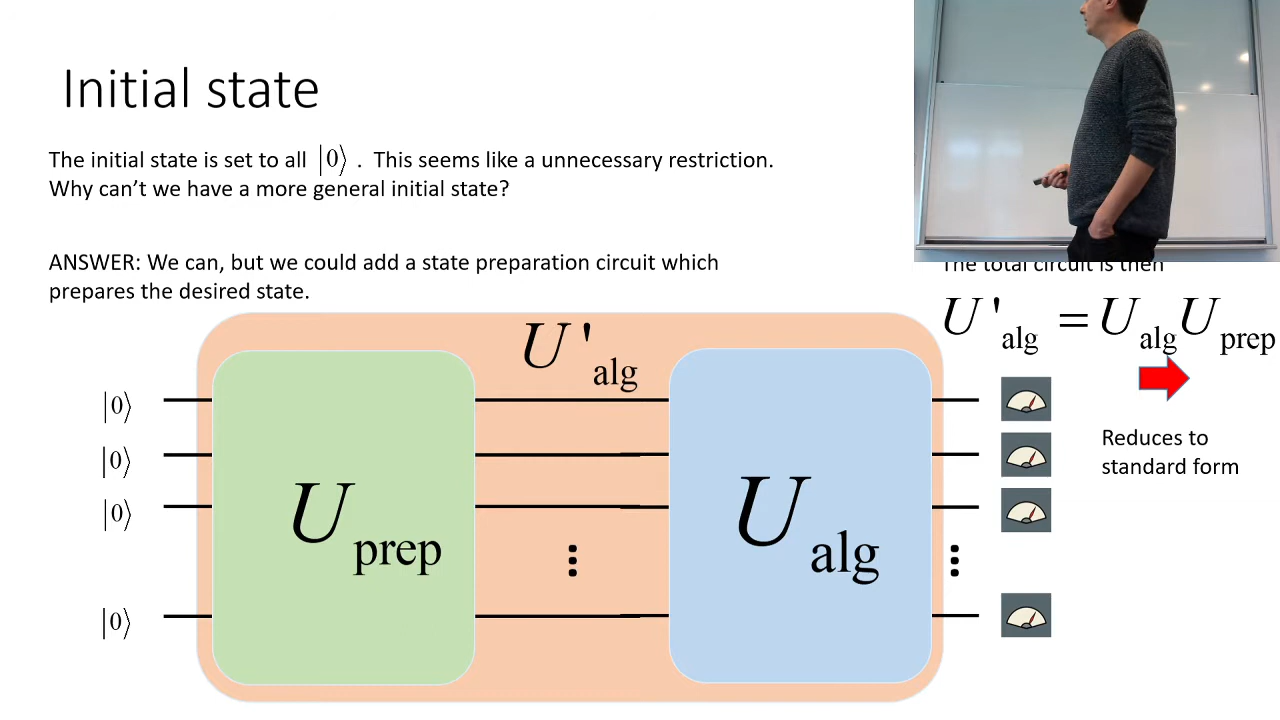 Initial state
The initial state is set to all |0⟩ . This seems like a unnecessary restriction.
Why can’t we have a more general initial state?
ANSWER: We can, but we could add a state preparation circuit which
prepares the desired state.
The total circuit is then
U'alg = UalgUprep
U'alg
|0⟩
|0⟩
|0⟩
|0⟩
Uprep
Ualg
Reduces to
standard form